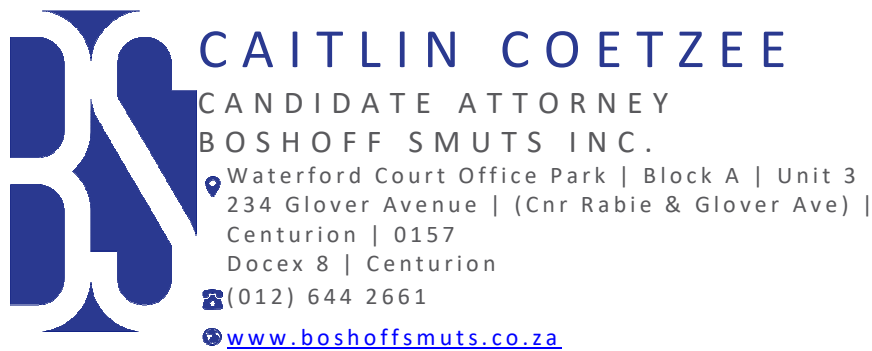 BS
CAITLIN COETZEE
CANDIDATE ATTORNEY
BOSHOFF SMUTS INC.
Waterford Court Office Park | Block A | Unit 3
234 Glover Avenue | (Cnr Rabie & Glover Ave) |
Centurion | 0157
Docex 8 | Centurion
(012) 644 2661
www.boshoffsmuts.co.za